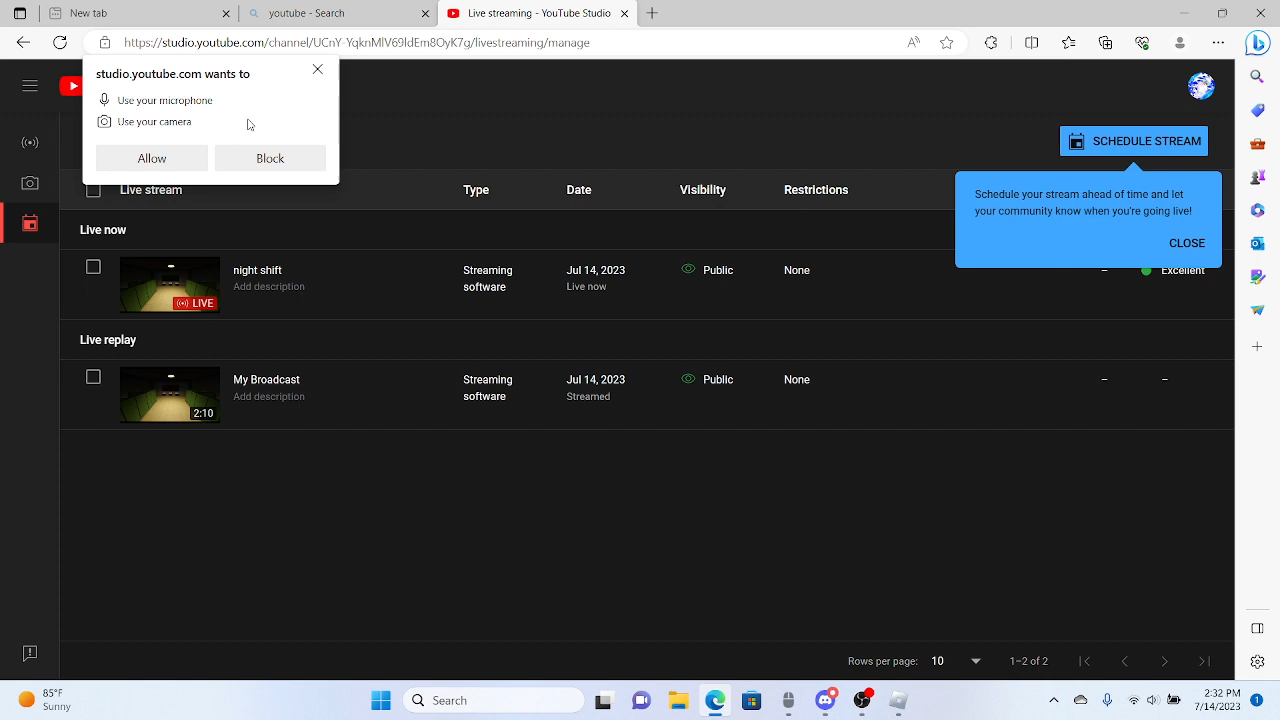 New tab
youtube - Search
Live streaming - YouTube Studio
https://studio.youtube.com/channel/UCnY-YqknMlV69IdEm8OyK7g/livestreaming/manage
studio.youtube.com wants to
Use your microphone
Use your camera
Allow
Block
SCHEDULE STREAM
Schedule your stream ahead of time and let
your community know when you're going live!
CLOSE
Live stream
Type
Date
Visibility
Restrictions
Live now
night shift
Add description
LIVE
Streaming
software
Jul 14, 2023
Live now
Public
None
–
Excellent
Live replay
My Broadcast
Add description
2:10
Streaming
software
Jul 14, 2023
Streamed
Public
None
–
–
Rows per page:
10
1–2 of 2
85°F
Sunny
Search
2:32 PM
7/14/2023
1